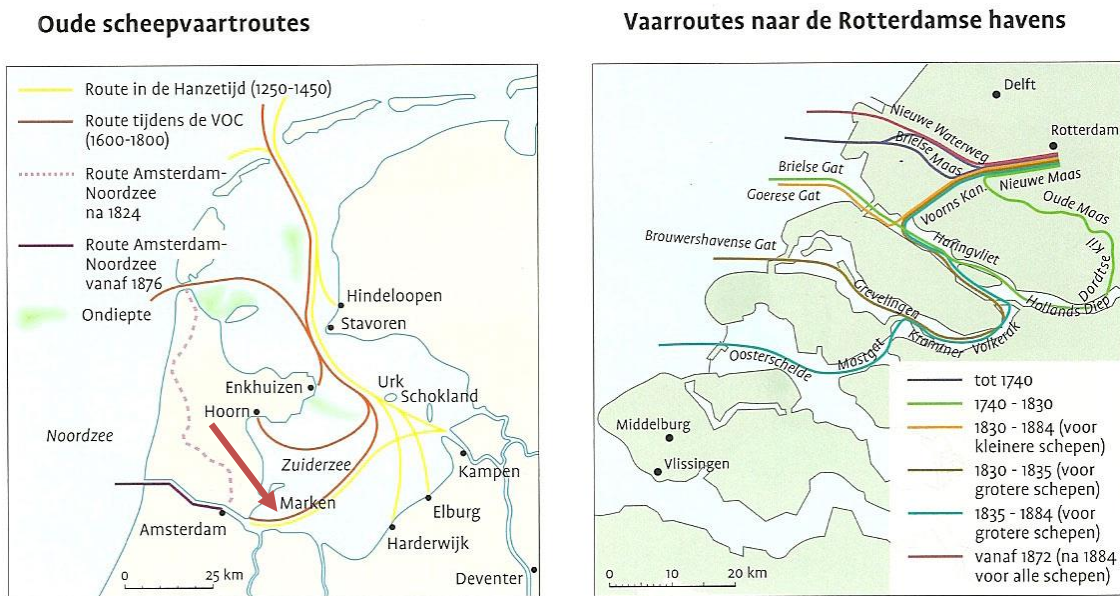 Oude scheepvaartroutes
Route in de Hanzetijd (1250-1450)
Route tijdens de VOC
(1600-1800)
Route Amsterdam-
Noordzee
na 1824
Route Amsterdam-
Noordzee
vanaf 1876
Ondiepte
Hindeloopen
Stavoren
Enkhuizen
Urk
Schokland
Hoorn
Noordzee
Zuiderzee
Kampen
Marken
Elburg
Amsterdam
Harderwijk
Deventer
0 25 km
Vaarroutes naar de Rotterdamse havens
Delft
Nieuwe Waterweg
Rotterdam
Brielse Maas
Brielse Gat
Nieuwe Maas
Goerese Gat
Voorns Kan.
Oude Maas
Brouwershavense Gat
Haringvliet
Dordtse
Kil
Grevelingen
Hollands Diep
Krammer
Volkerak
Mastgat
Oosterschelde
Middelburg
Vlissingen
tot 1740
1740 - 1830
1830 - 1884 (voor
kleinere schepen)
1830 - 1835 (voor
grotere schepen)
1835 - 1884 (voor
grotere schepen)
vanaf 1872 (na 1884
voor alle schepen)
0 10 20 km